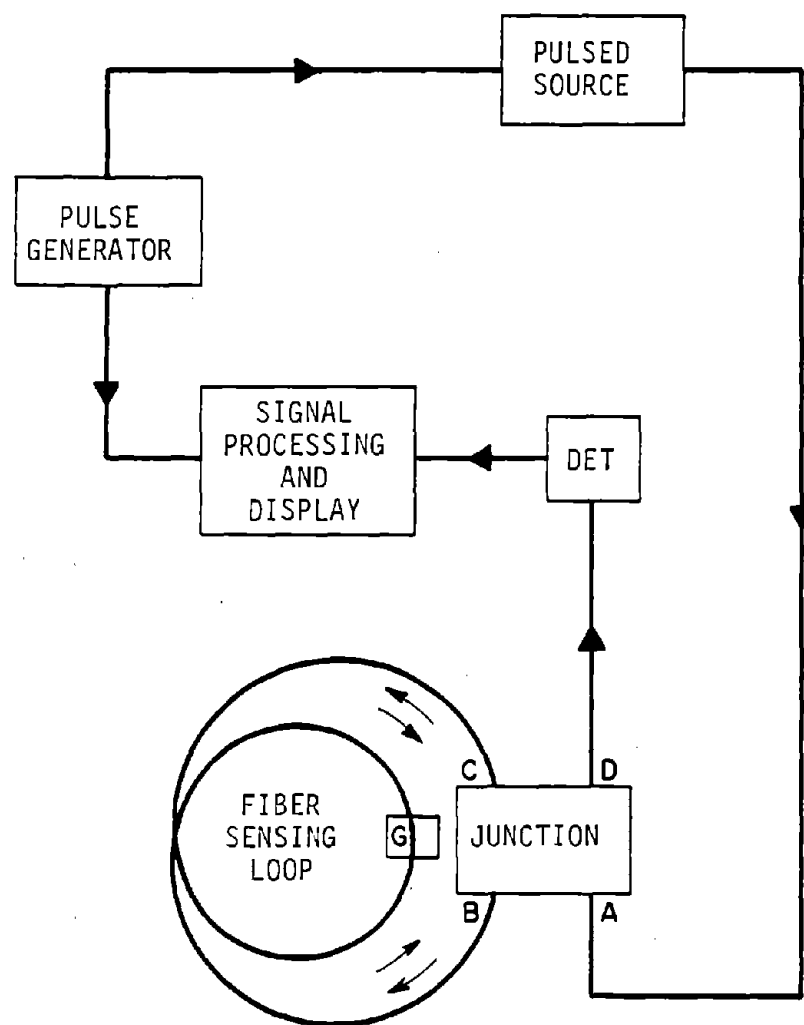 PULSED
SOURCE
PULSE
GENERATOR
SIGNAL
PROCESSING
AND
DISPLAY
DET
C
D
FIBER
SENSING
LOOP
G
JUNCTION
B
A